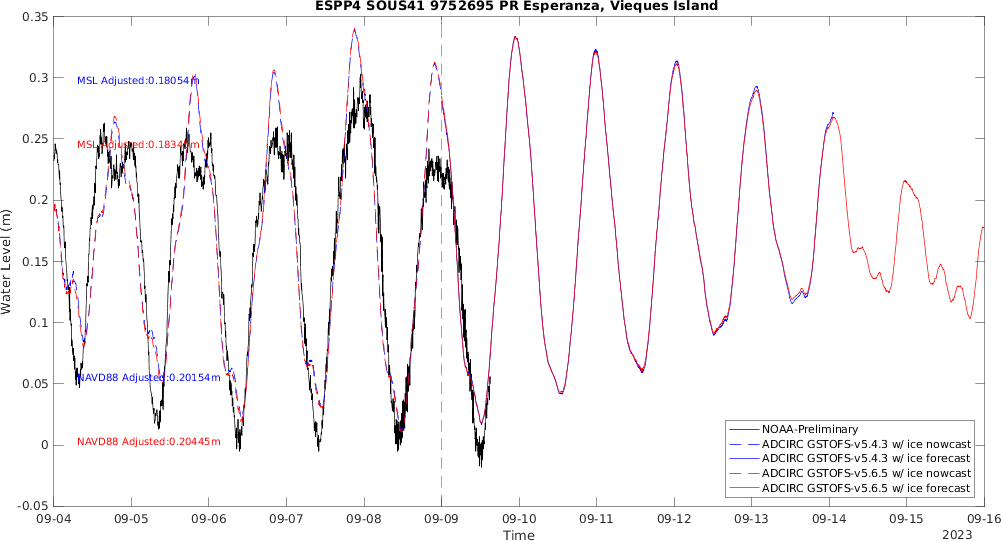 ESPP4 SOUS41 9752695 PR Esperanza, Vieques Island
0.35
0.3
0.25
0.2
0.15
0.1
0.05
0
-0.05
Water Level (m)
MSL Adjusted:0.18054m
MSL Adjusted:0.1834 m
NAVD88 Adjusted:0.20154m
NAVD88 Adjusted:0.20445m
NOAA-Preliminary
ADCIRC GSTOFS-v5.4.3 w/ ice nowcast
ADCIRC GSTOFS-v5.4.3 w/ ice forecast
ADCIRC GSTOFS-v5.6.5 w/ ice nowcast
ADCIRC GSTOFS-v5.6.5 w/ ice forecast
09-04 09-05 09-06 09-07 09-08 09-09 09-10 09-11 09-12 09-13 09-14 09-15 09-16
Time
2023